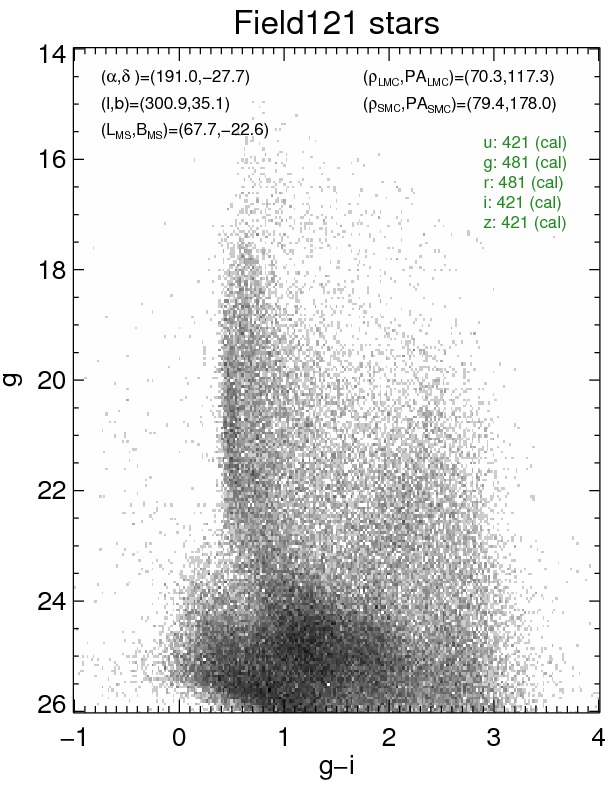 Field121 stars
(α,δ )=(191.0,−27.7)
(ρLMC,PALMC)=(70.3,117.3)
(l,b)=(300.9,35.1)
(ρSMC,PASMC)=(79.4,178.0)
(LMS,BMS)=(67.7,−22.6)
u: 421 (cal)
g: 481 (cal)
r: 481 (cal)
i: 421 (cal)
z: 421 (cal)
14
16
18
20
22
24
26
g
−1 0 1 2 3 4
g−i